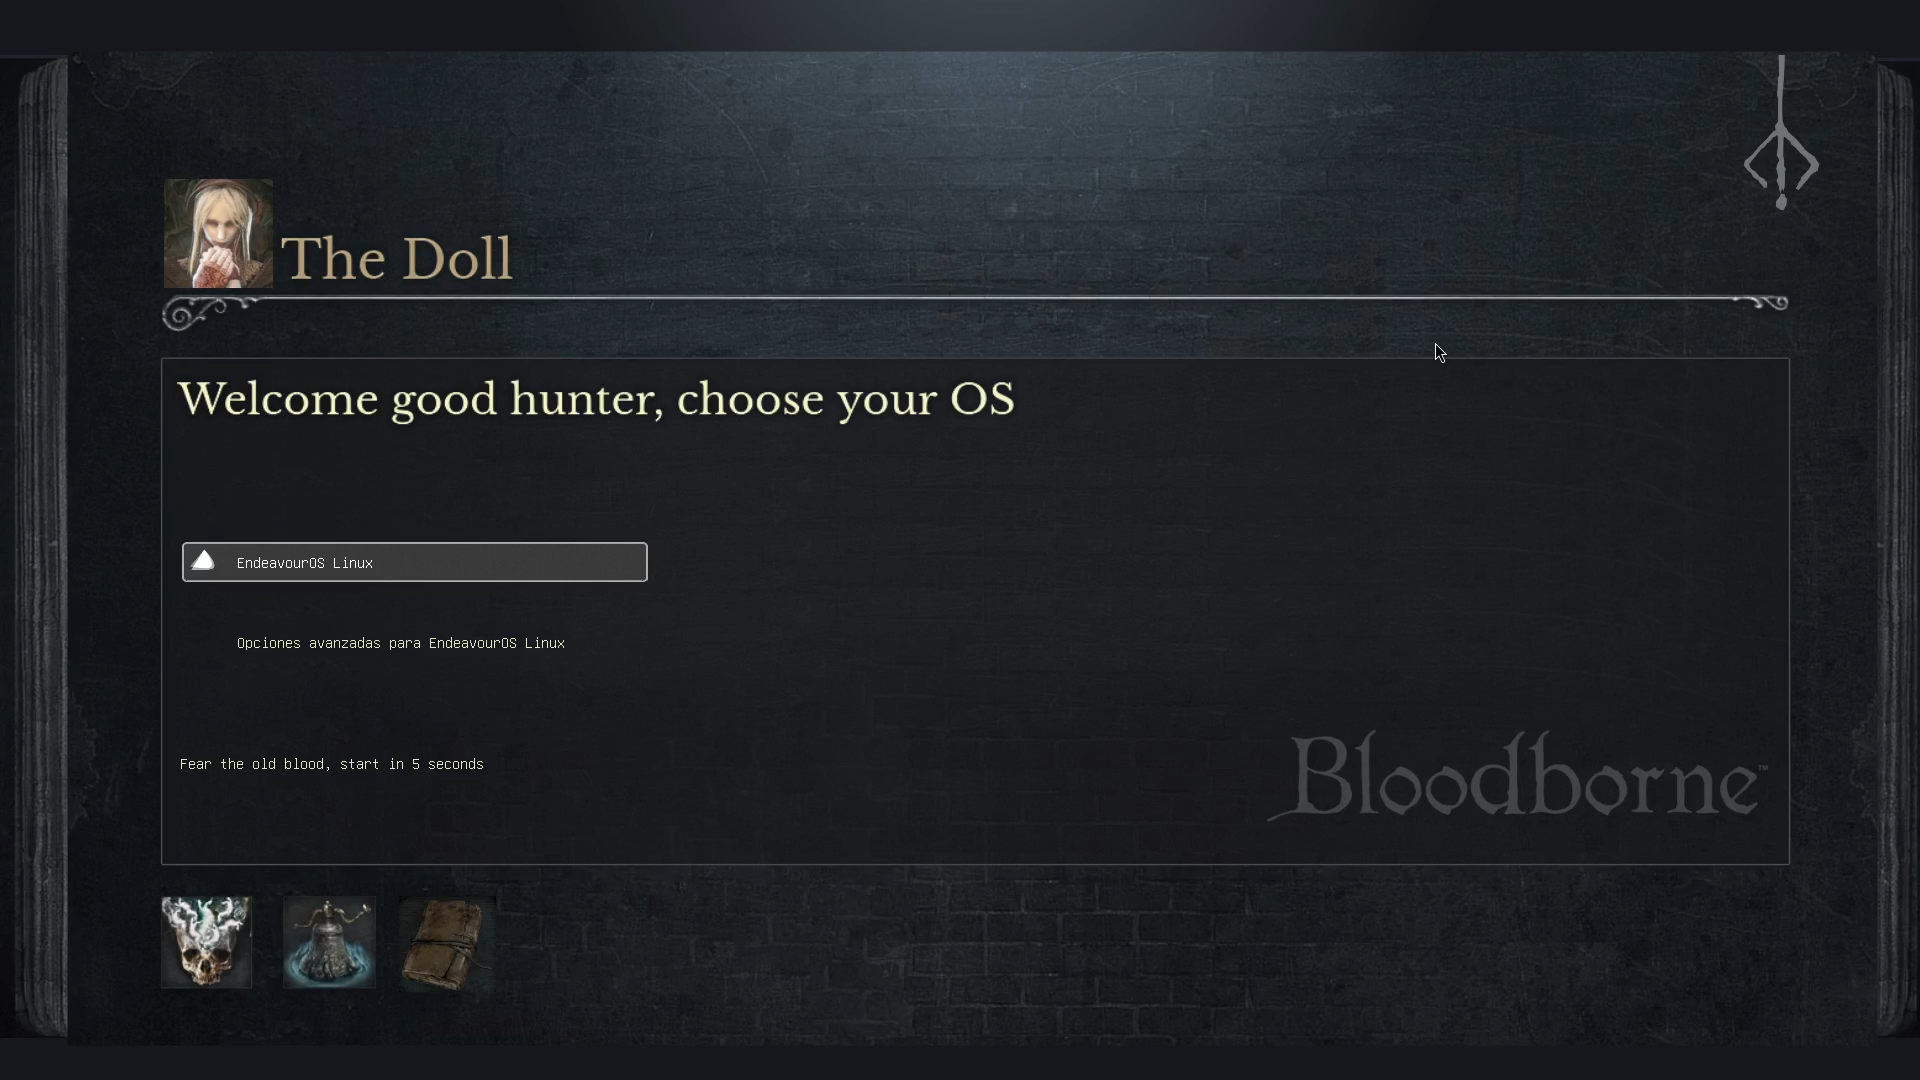 The Doll
Welcome good hunter, choose your OS
EndeavourOS Linux
Opciones avanzadas para EndeavourOS Linux
Fear the old blood, start in 5 seconds
Bloodborne™